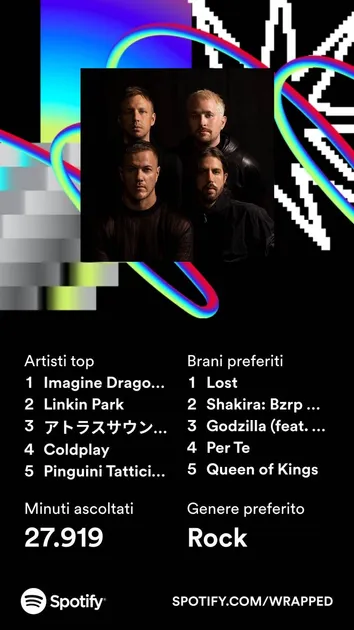 Artisti top
1 Imagine Drago...
2 Linkin Park
3 アトラスサウン...
4 Coldplay
5 Pinguini Tattici...
Brani preferiti
1 Lost
2 Shakira: Bzrp ...
3 Godzilla (feat. ...
4 Per Te
5 Queen of Kings
Minuti ascoltati
27.919
Genere preferito
Rock
Spotify
SPOTIFY.COM/WRAPPED